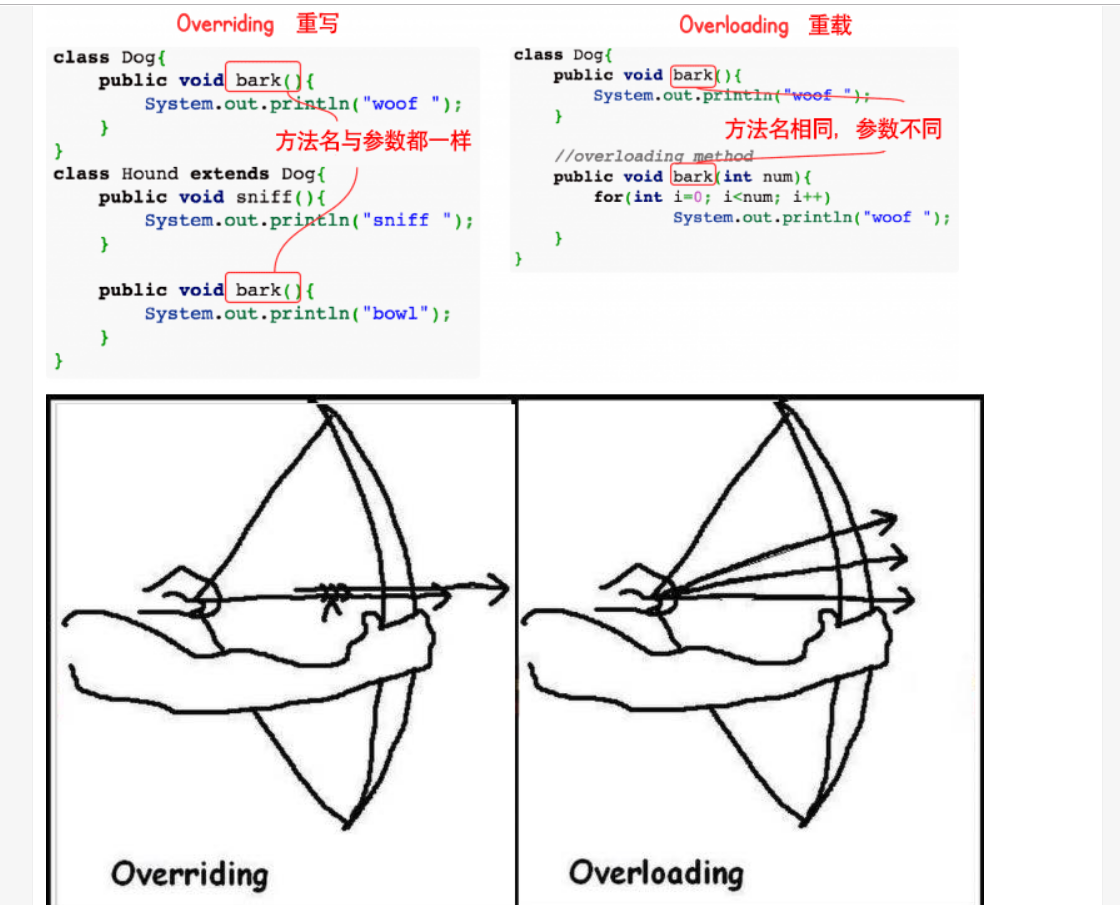 Overriding 重写
class Dog{
    public void bark(){
        System.out.println("woof ");
    }
}
方法名与参数都一样
class Hound extends Dog{
    public void sniff(){
        System.out.println("sniff ");
    }
    public void bark(){
        System.out.println("bowl");
    }
}
Overloading 重载
class Dog{
    public void bark(){
        System.out.println("woof ");
    }
方法名相同，参数不同
    //overloading method
    public void bark(int num){
        for(int i=0; i<num; i++)
            System.out.println("woof ");
    }
}
Overriding
Overloading